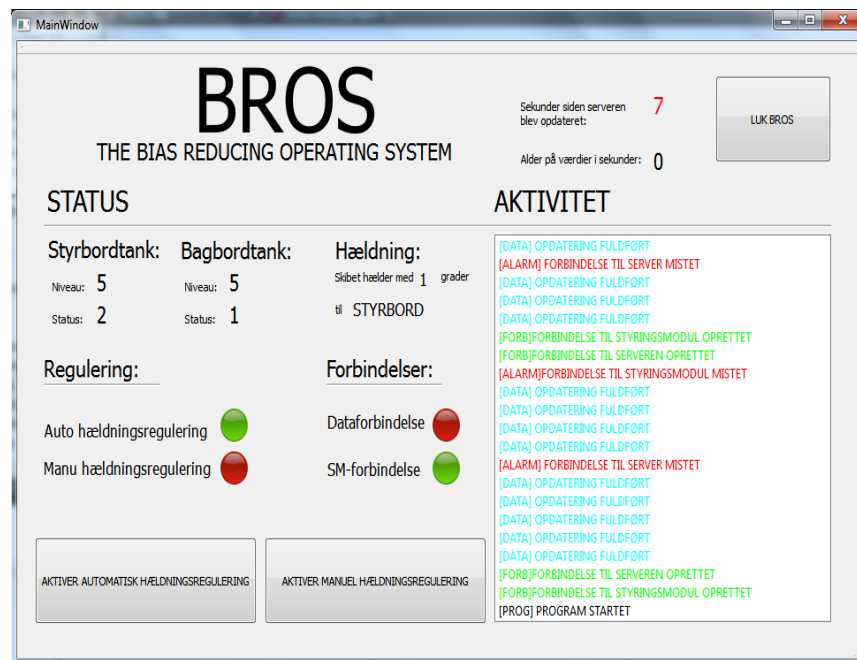 MainWindow
BROS
THE BIAS REDUCING OPERATING SYSTEM
Sekunder siden serveren
blev opdateret:
7
Alder på værdier i sekunder: 0
LUK BROS
STATUS
Styrbordtank:
Niveau: 5
Status: 2
Bagbordtank:
Niveau: 5
Status: 1
Hældning:
Skibet hælder med 1 grader
til STYRBORD
Regulering:
Auto hældningsregulering
Manu hældningsregulering
Forbindelser:
Dataforbindelse
SM-forbindelse
AKTIVER AUTOMATISK HÆLDNINGSREGULERING
AKTIVER MANUEL HÆLDNINGSREGULERING
AKTIVITET
[DATA] OPDATERING FULDFØRT
[ALARM] FORBINDELSE TIL SERVER MISTET
[DATA] OPDATERING FULDFØRT
[DATA] OPDATERING FULDFØRT
[DATA] OPDATERING FULDFØRT
[FORB]FORBINDELSE TIL STYRINGSMODUL OPRETTET
[FORB]FORBINDELSE TIL SERVEREN OPRETTET
[ALARM]FORBINDELSE TIL STYRINGSMODUL MISTET
[DATA] OPDATERING FULDFØRT
[DATA] OPDATERING FULDFØRT
[DATA] OPDATERING FULDFØRT
[DATA] OPDATERING FULDFØRT
[ALARM] FORBINDELSE TIL SERVER MISTET
[DATA] OPDATERING FULDFØRT
[DATA] OPDATERING FULDFØRT
[DATA] OPDATERING FULDFØRT
[DATA] OPDATERING FULDFØRT
[DATA] OPDATERING FULDFØRT
[FORB]FORBINDELSE TIL SERVEREN OPRETTET
[FORB]FORBINDELSE TIL STYRINGSMODUL OPRETTET
[PROG] PROGRAM STARTET